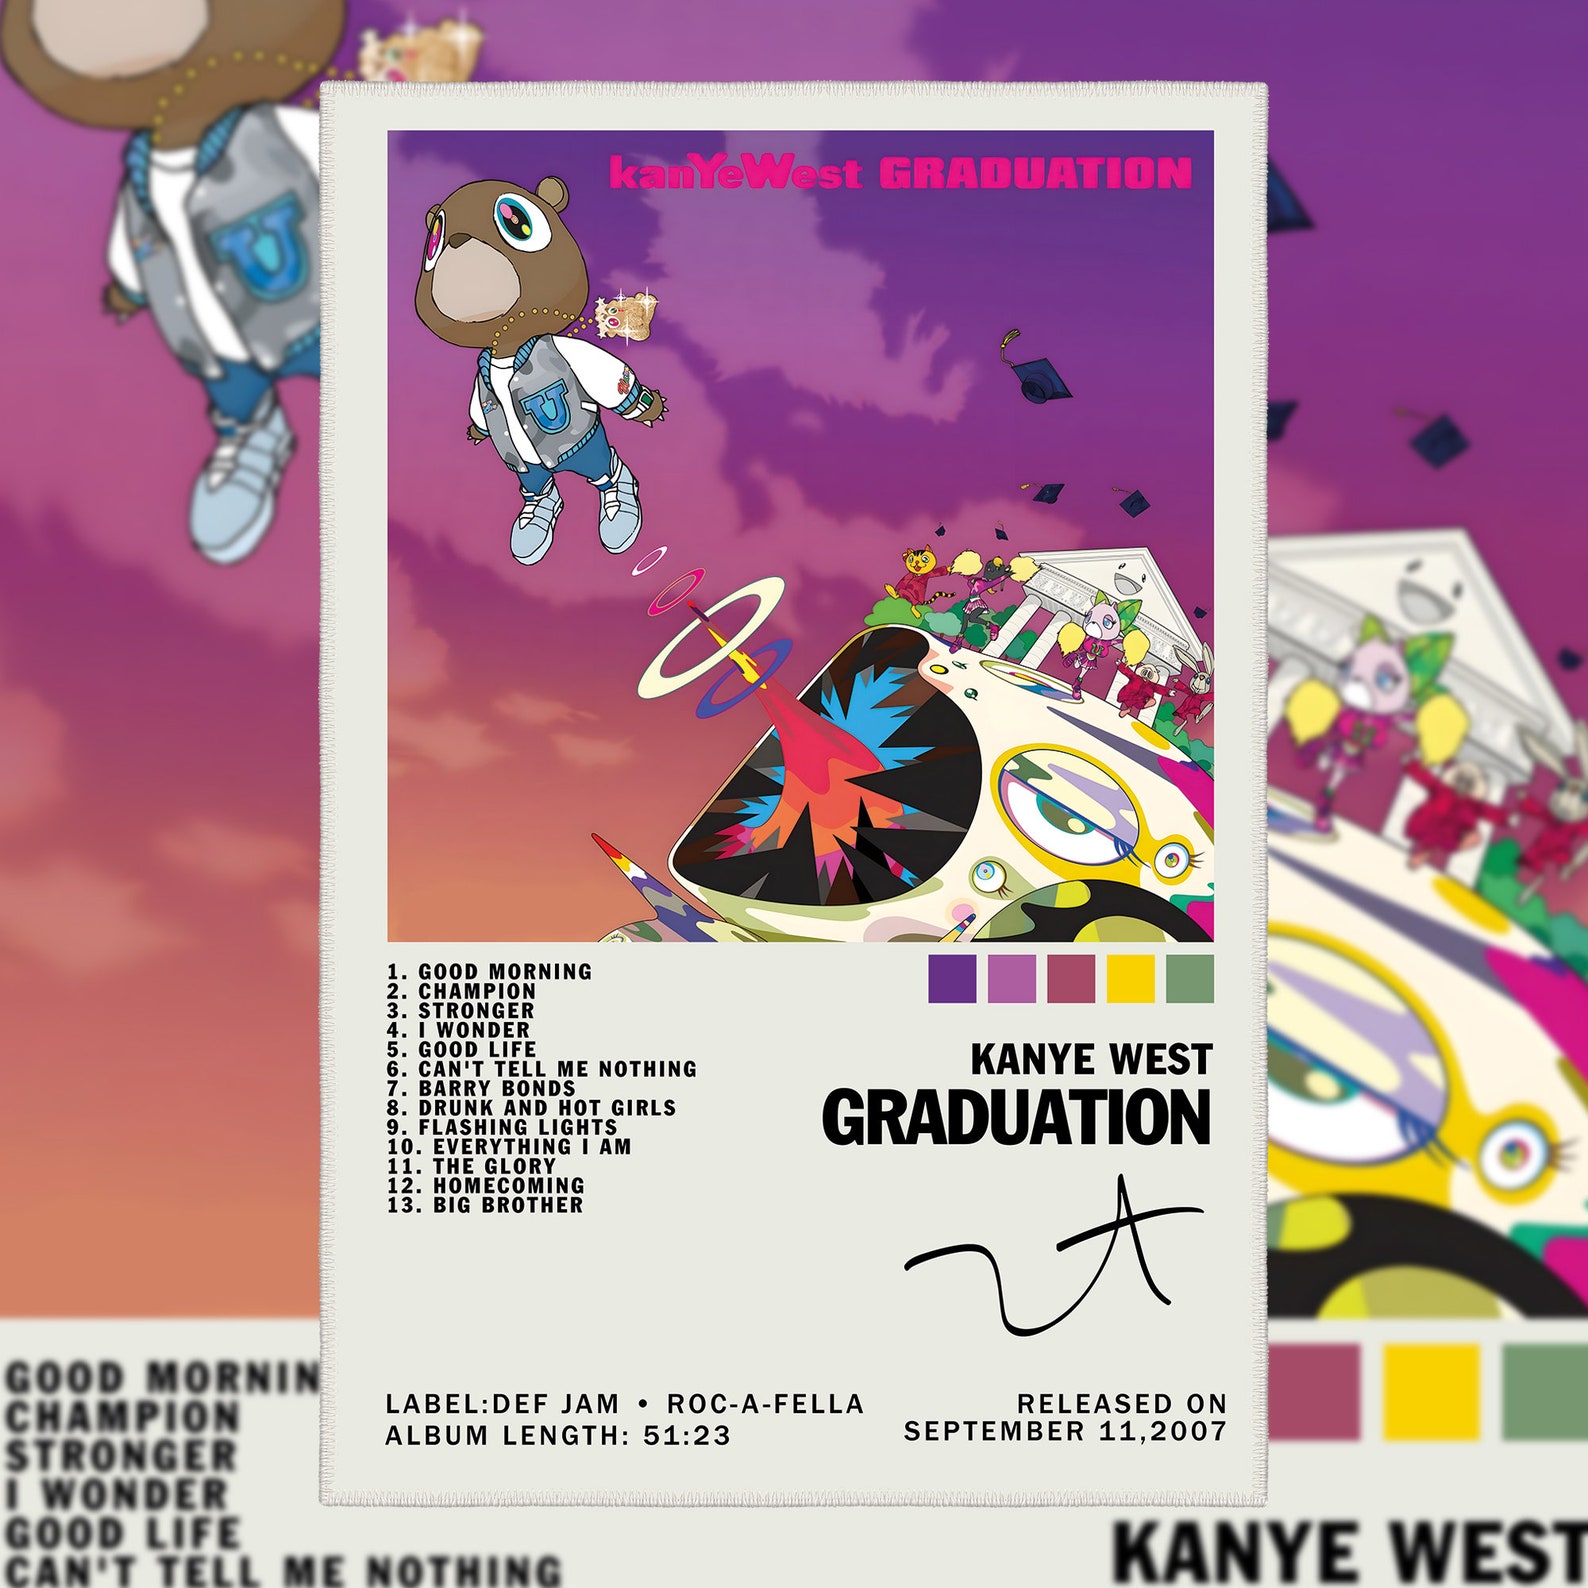 kanYeWest GRADUATION
U
1. GOOD MORNING
2. CHAMPION
3. STRONGER
4. I WONDER
5. GOOD LIFE
6. CAN'T TELL ME NOTHING
7. BARRY BONDS
8. DRUNK AND HOT GIRLS
9. FLASHING LIGHTS
10. EVERYTHING I AM
11. THE GLORY
12. HOMECOMING
13. BIG BROTHER
KANYE WEST
GRADUATION
LABEL:DEF JAM • ROC-A-FELLA
ALBUM LENGTH: 51:23
RELEASED ON
SEPTEMBER 11,2007
U
GOOD MORNIN
CHAMPION
STRONGER
I WONDER
GOOD LIFE
CAN'T TELL ME NOTHING
KANYE WEST